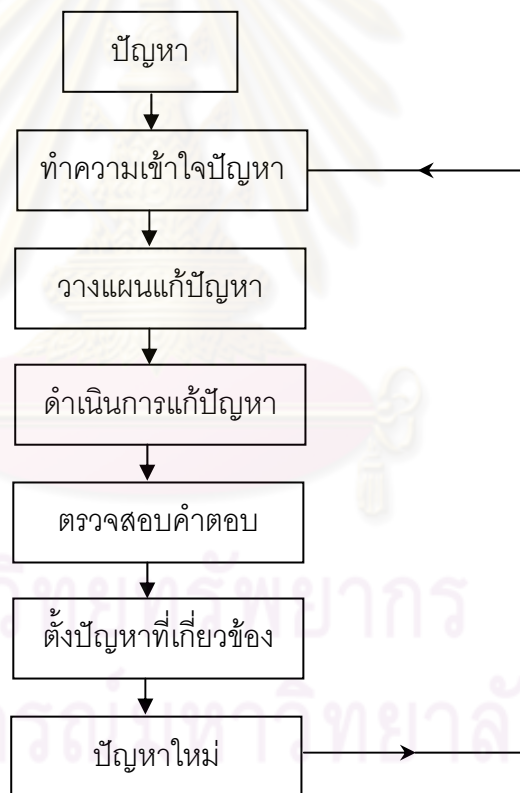 ปัญหา
ทำความเข้าใจปัญหา
วางแผนแก้ปัญหา
ดำเนินการแก้ปัญหา
ตรวจสอบคำตอบ
ตั้งปัญหาที่เกี่ยวข้อง
ปัญหาใหม่